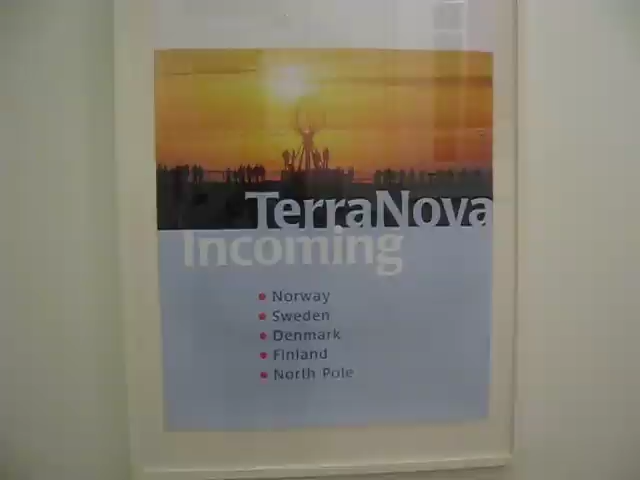 TerraNova
Incoming
Norway
Sweden
Denmark
Finland
North Pole